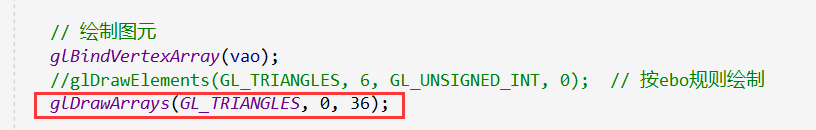 // 绘制图元
glBindVertexArray(vao);
//glDrawElements(GL_TRIANGLES, 6, GL_UNSIGNED_INT, 0);  // 按ebo规则绘制
glDrawArrays(GL_TRIANGLES, 0, 36);